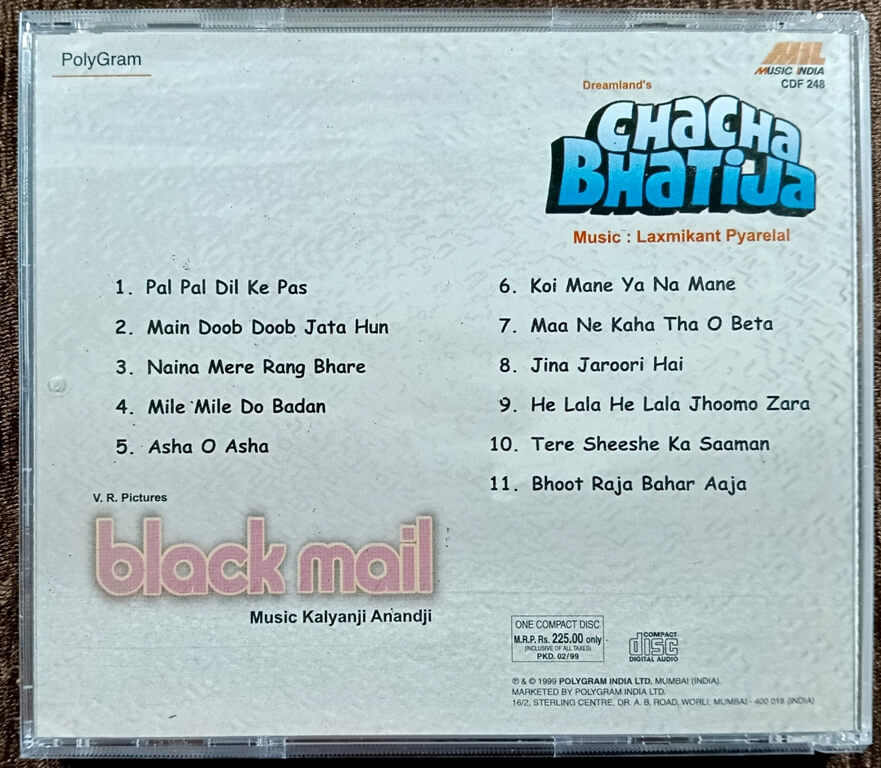 PolyGram
MIL
MUSIC INDIA
CDF 248
Dreamland's
CHACHA
BHATIJA
Music : Laxmikant Pyarelal
1. Pal Pal Dil Ke Pas
2. Main Doob Doob Jata Hun
3. Naina Mere Rang Bhare
4. Mile Mile Do Badan
5. Asha O Asha
6. Koi Mane Ya Na Mane
7. Maa Ne Kaha Tha O Beta
8. Jina Jaroori Hai
9. He Lala He Lala Jhoomo Zara
10. Tere Sheeshe Ka Saaman
11. Bhoot Raja Bahar Aaja
V. R. Pictures
black mail
Music Kalyanji Anandji
ONE COMPACT DISC
M.R.P. Rs. 225.00 only
(INCLUSIVE OF ALL TAXES)
PKD. 02/99
COMPACT
disc
DIGITAL AUDIO
℗ & © 1999 POLYGRAM INDIA LTD. MUMBAI (INDIA).
MARKETED BY POLYGRAM INDIA LTD.
16/2, STERLING CENTRE, DR. A. B. ROAD, WORLI, MUMBAI - 400 018 (INDIA)